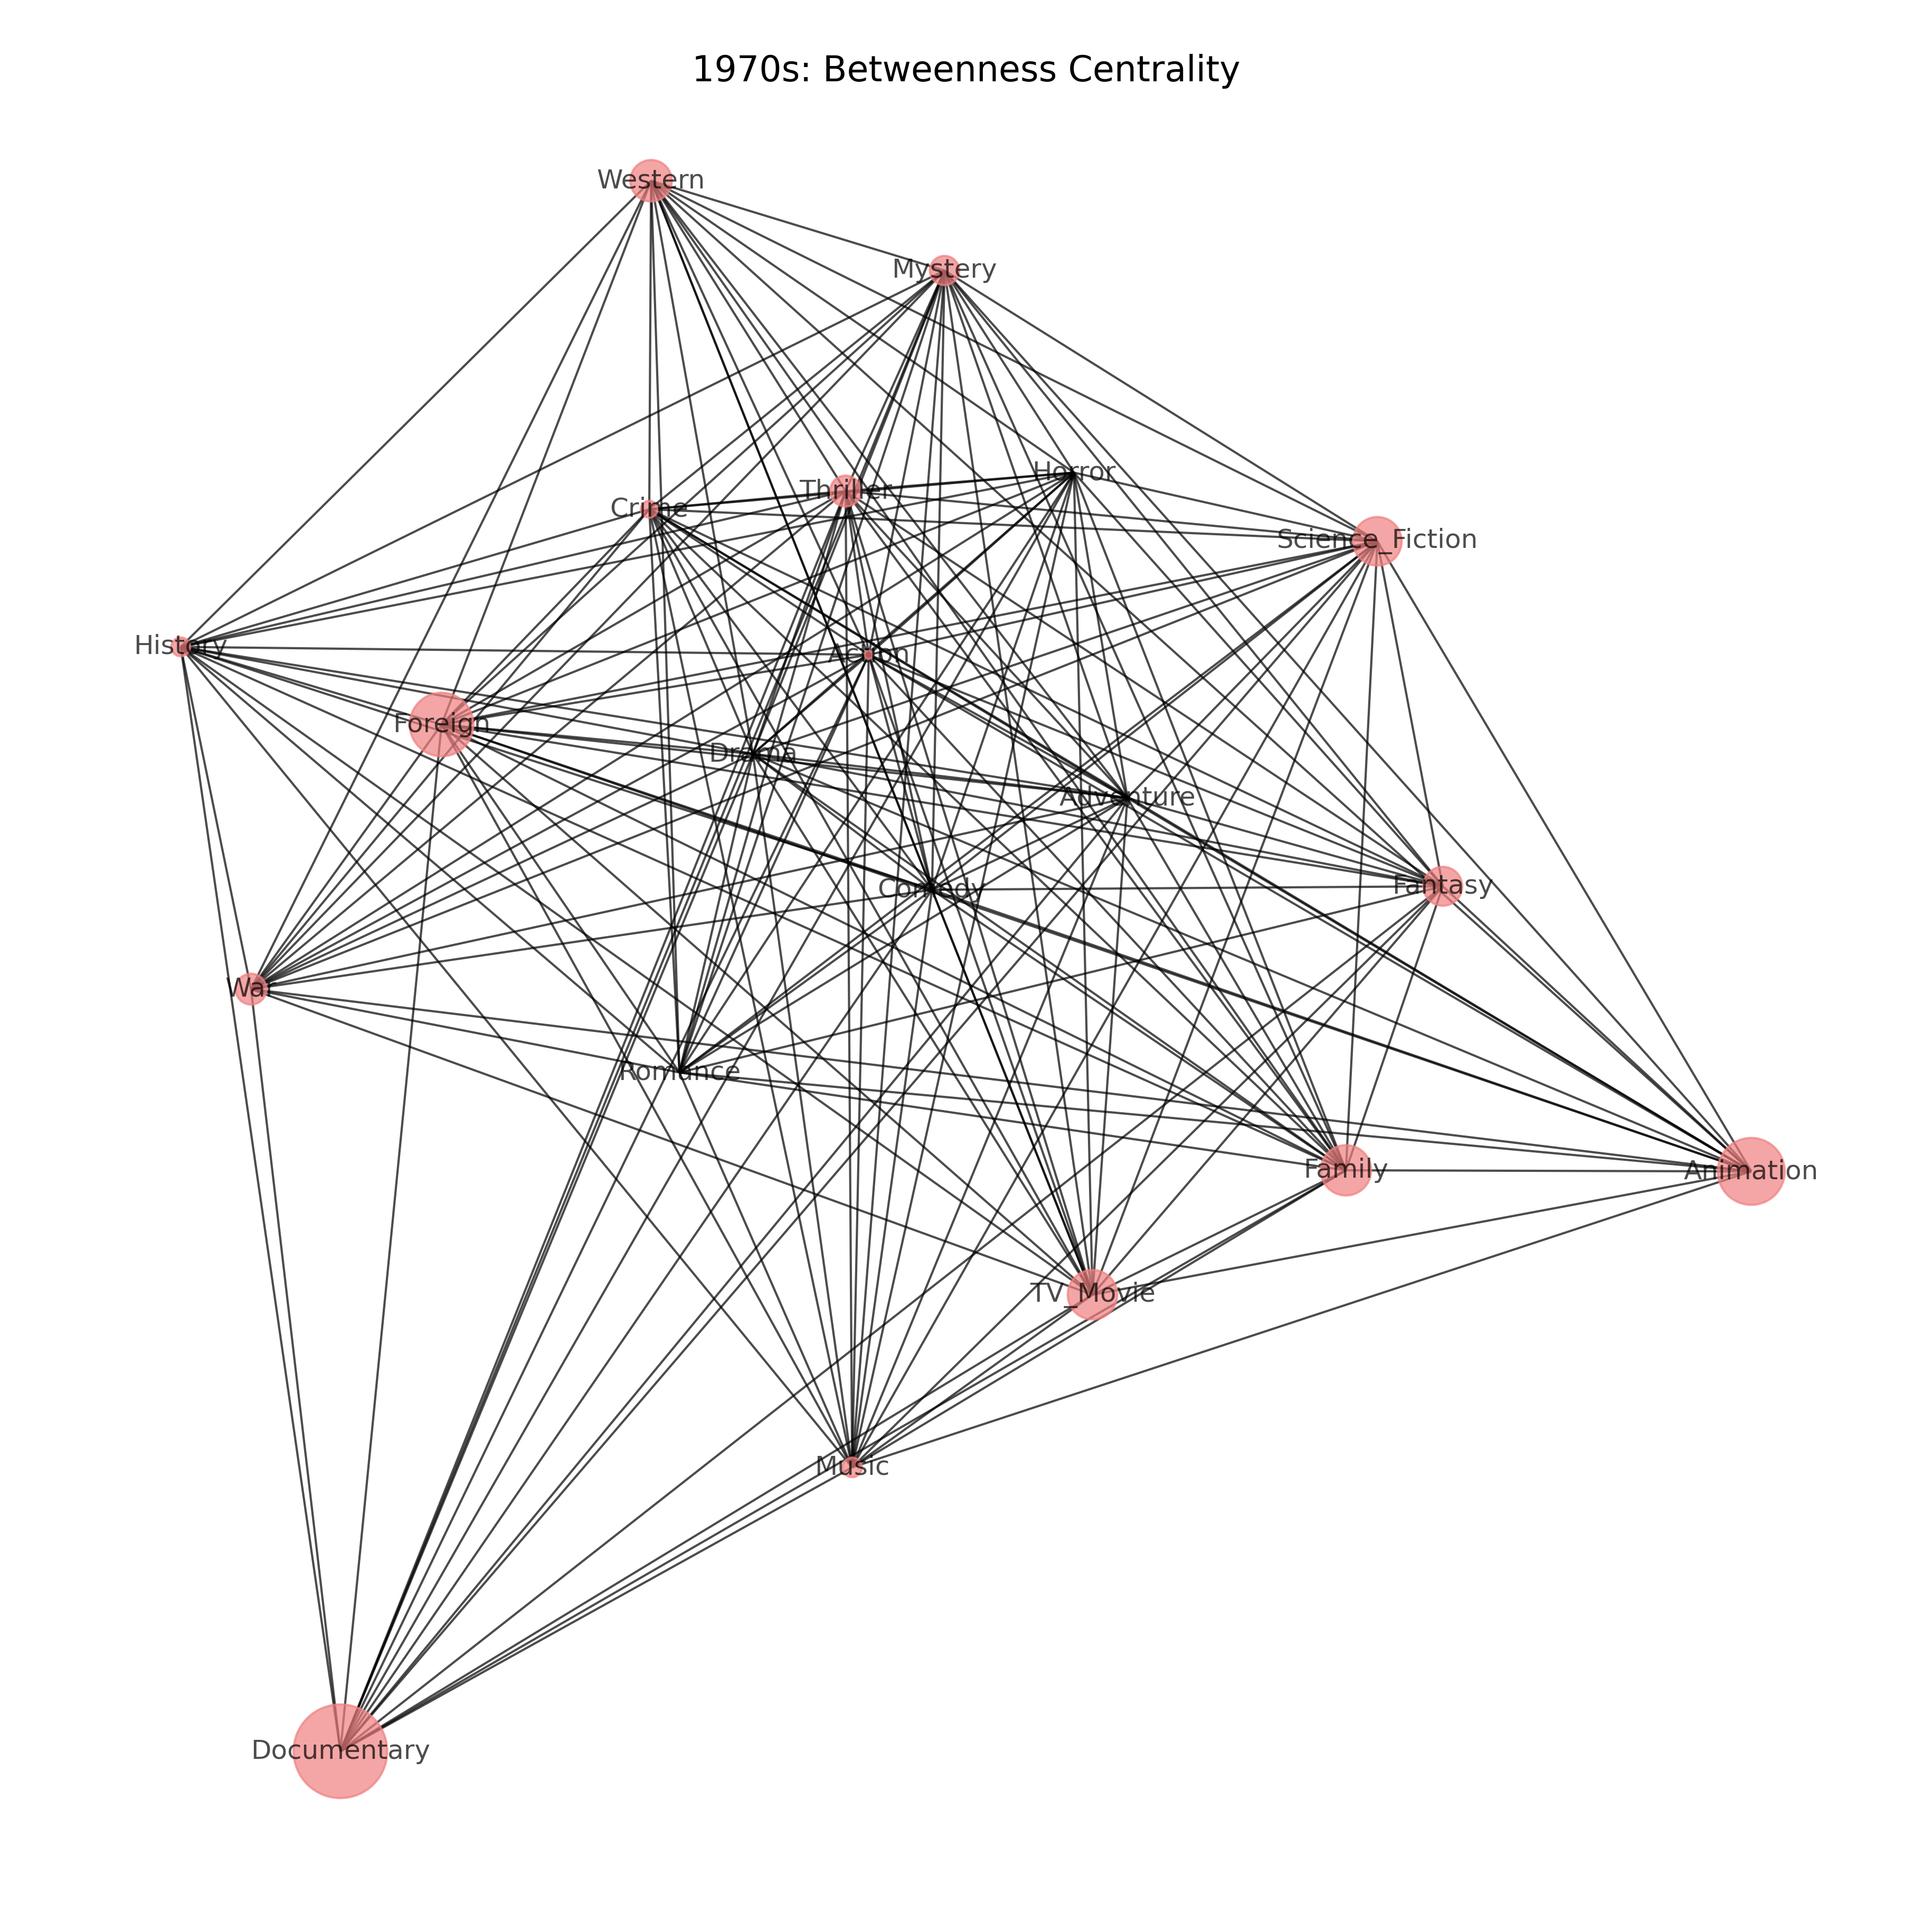 1970s: Betweenness Centrality
Western
Mystery
Horror
Thriller
Crime
Science_Fiction
History
Action
Foreign
Drama
Adventure
Fantasy
Comedy
War
Romance
Family
Animation
TV_Movie
Music
Documentary